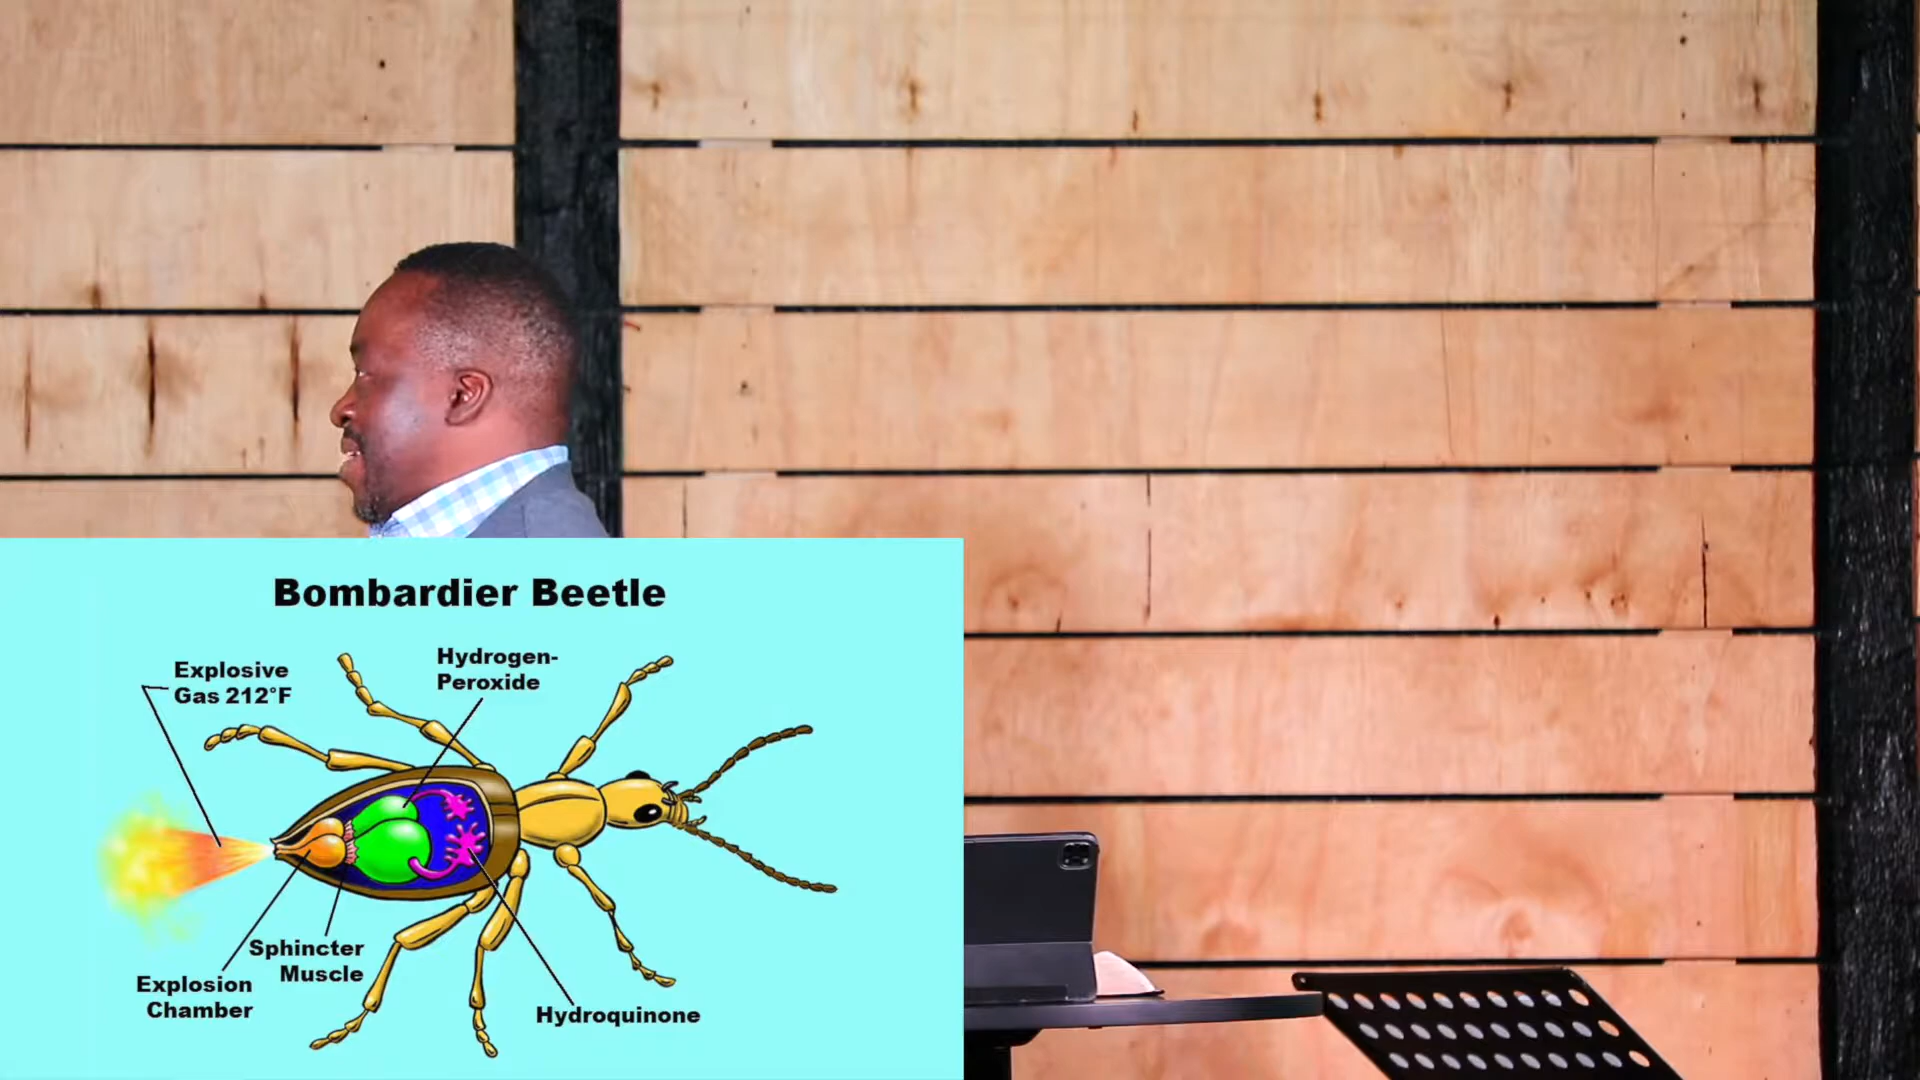 Bombardier Beetle
Explosive
Gas 212°F
Hydrogen-
Peroxide
Sphincter
Muscle
Explosion
Chamber
Hydroquinone